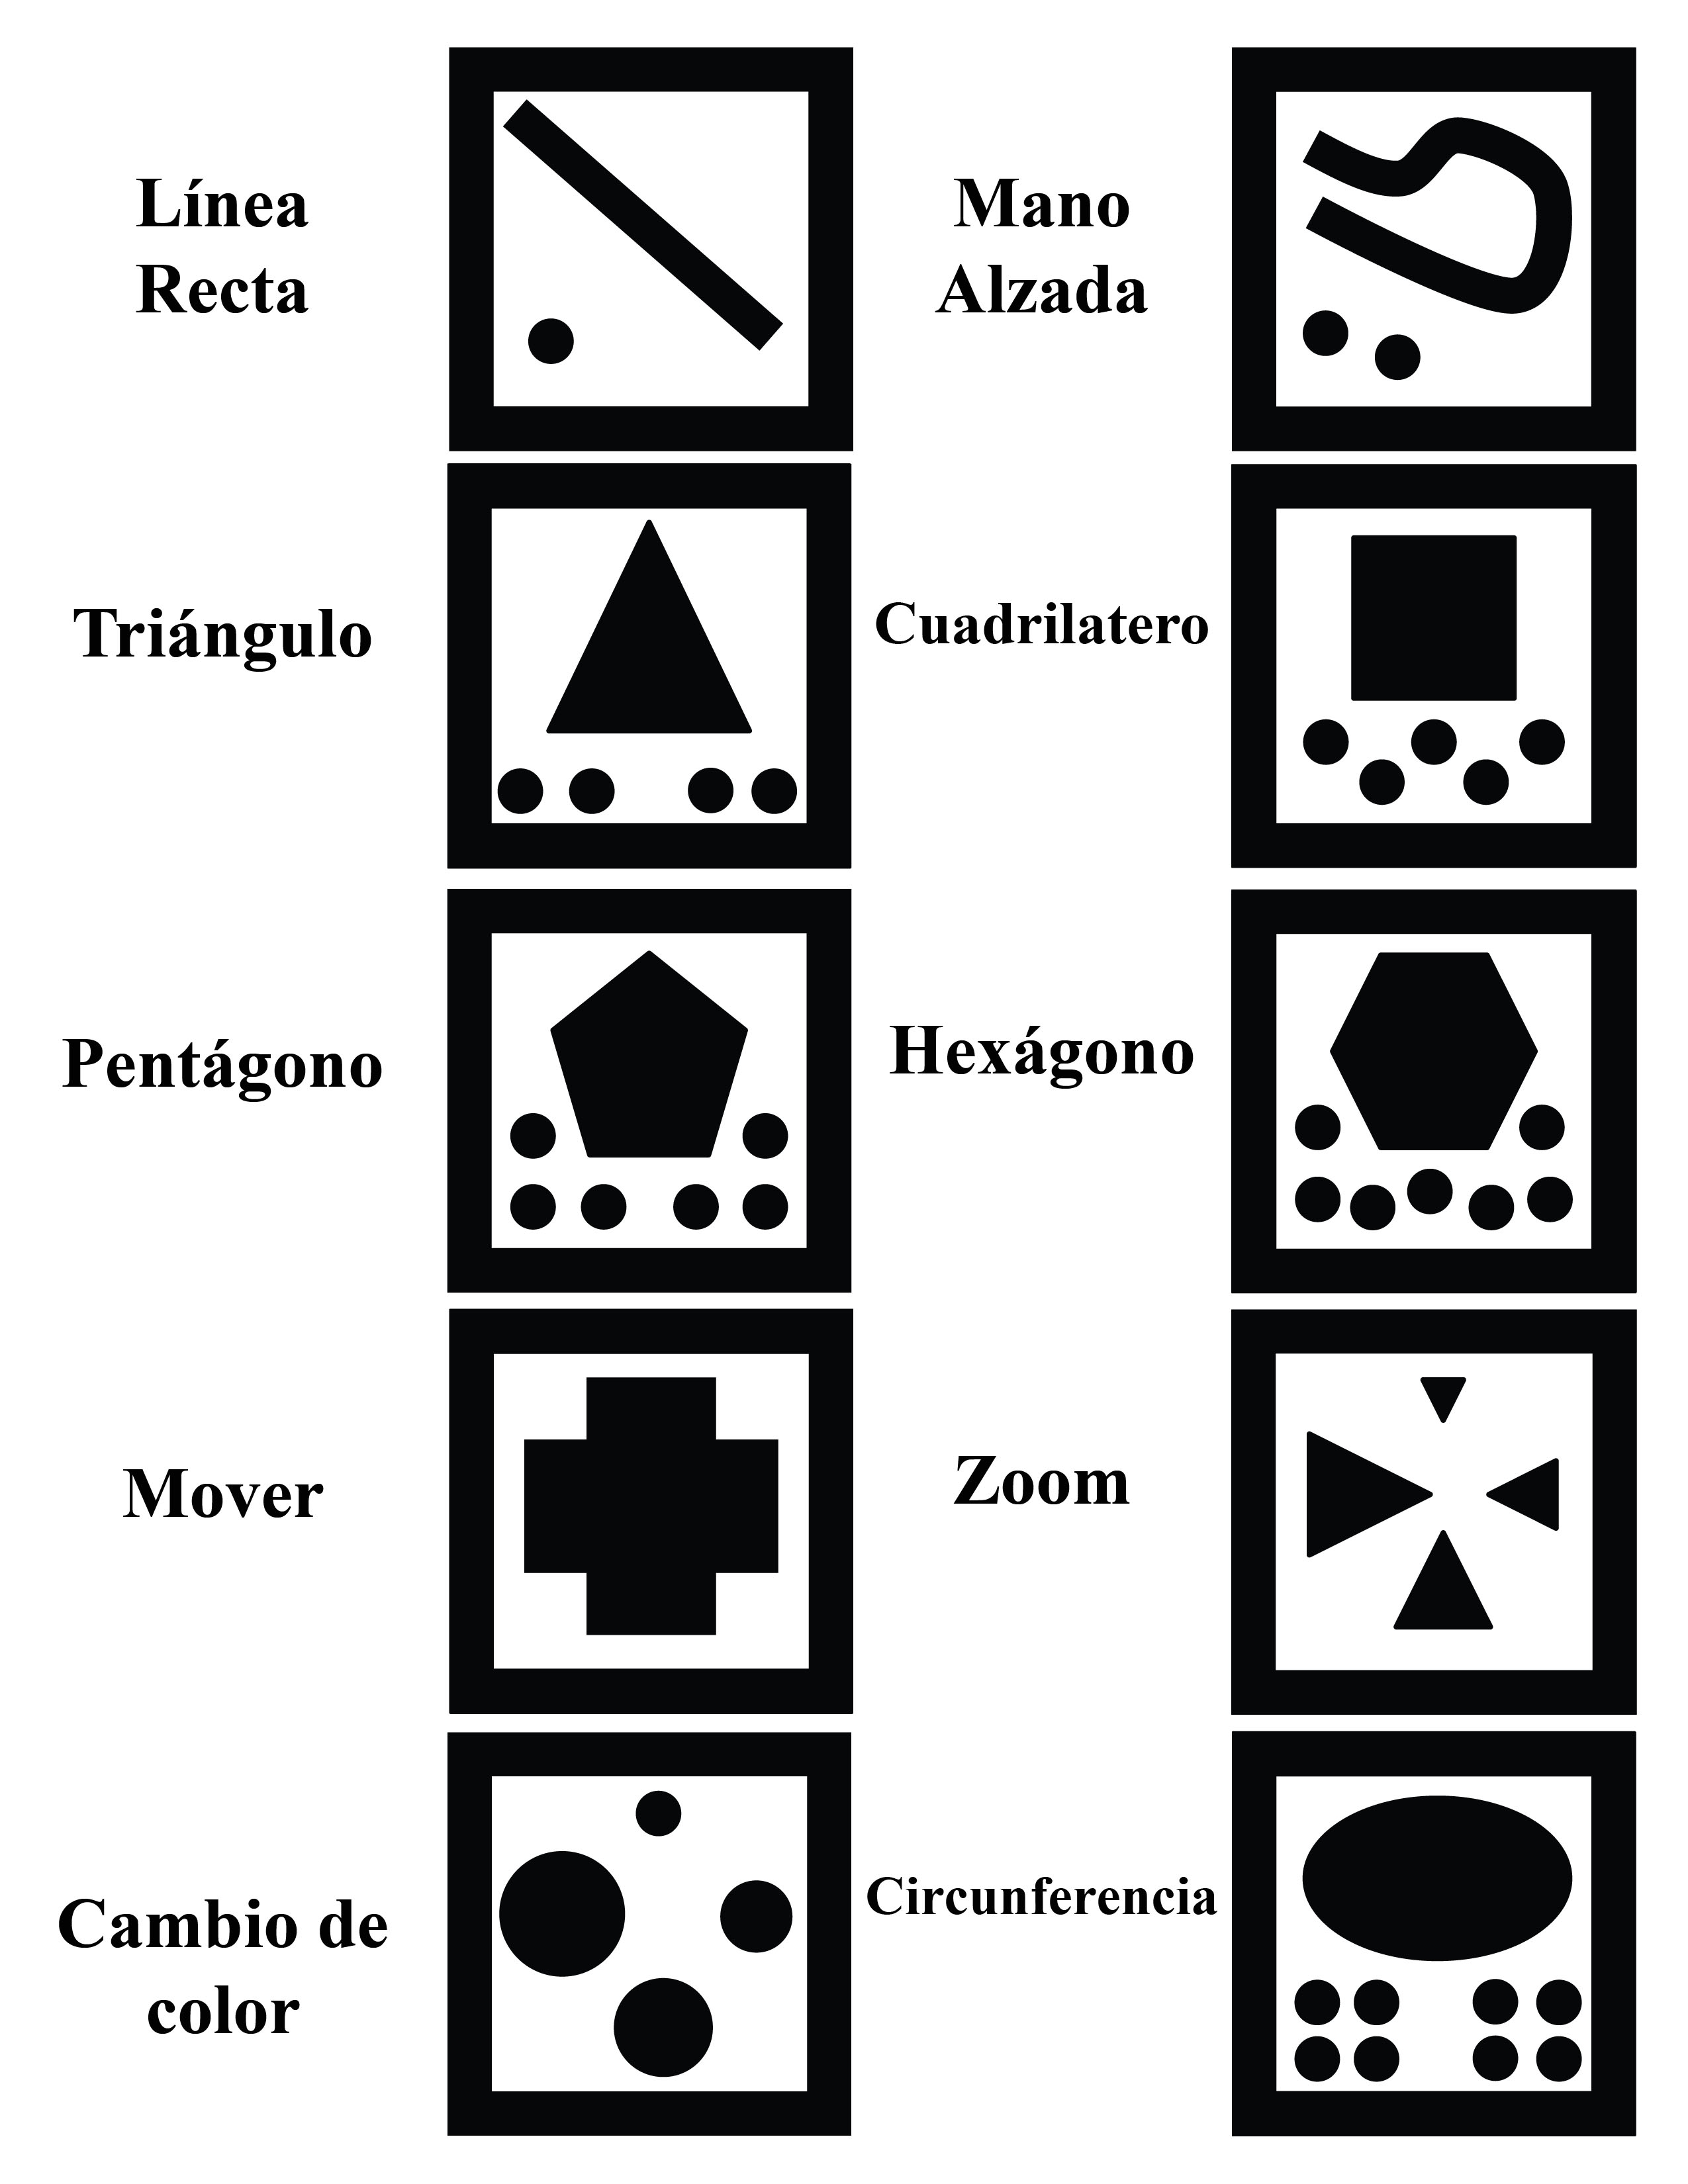 Línea
Recta
Mano
Alzada
Triángulo
Cuadrilatero
Pentágono
Hexágono
Mover
Zoom
Cambio de
color
Circunferencia